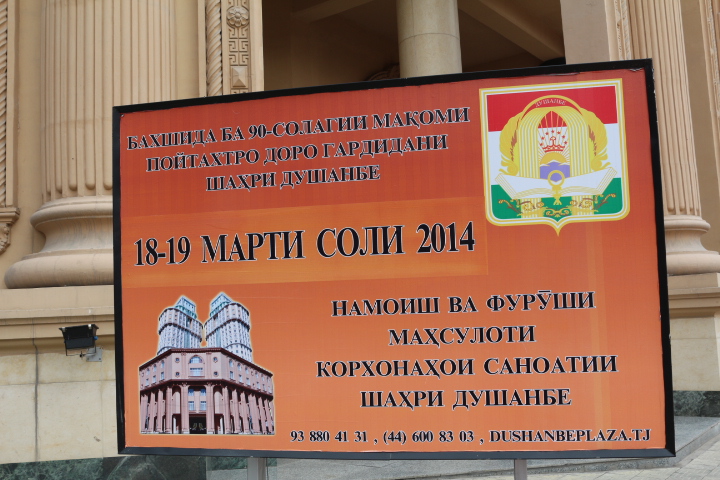 БАХШИДА БА 90-СОЛАГИИ МАҚОМИ
ПОЙТАХТРО ДОРО ГАРДИДАНИ
ШАҲРИ ДУШАНБЕ
ДУШАНБЕ
18-19 МАРТИ СОЛИ 2014
НАМОИШ ВА ФУРӮШИ
МАҲСУЛОТИ
КОРХОНАҲОИ САНОАТИИ
ШАҲРИ ДУШАНБЕ
93 880 41 31 , (44) 600 83 03 , DUSHANBEPLAZA.TJ